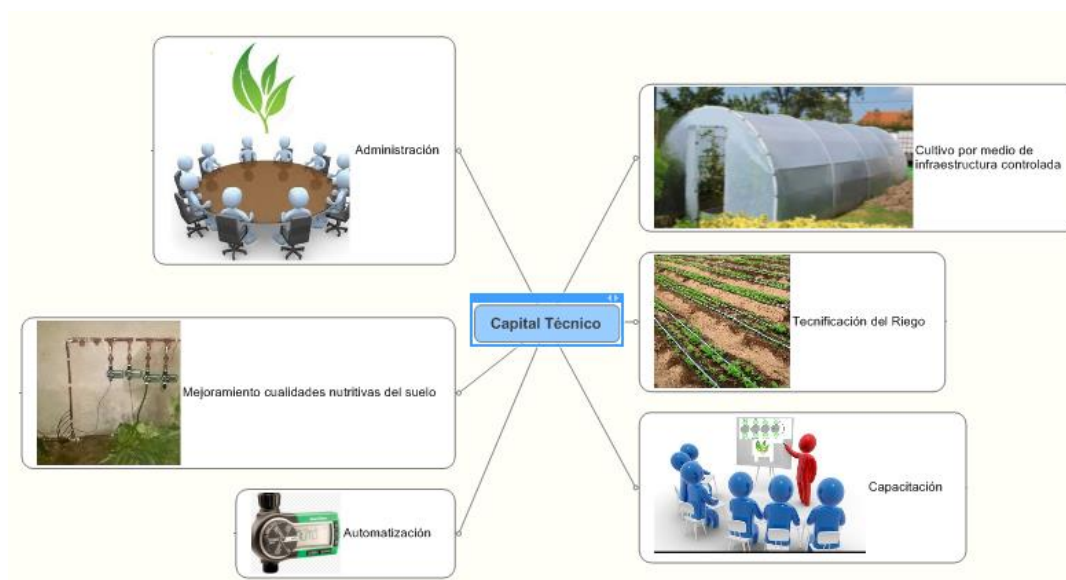 Administración
Cultivo por medio de
infraestructura controlada
Capital Técnico
Tecnificación del Riego
Mejoramiento cualidades nutritivas del suelo
Capacitación
Automatización